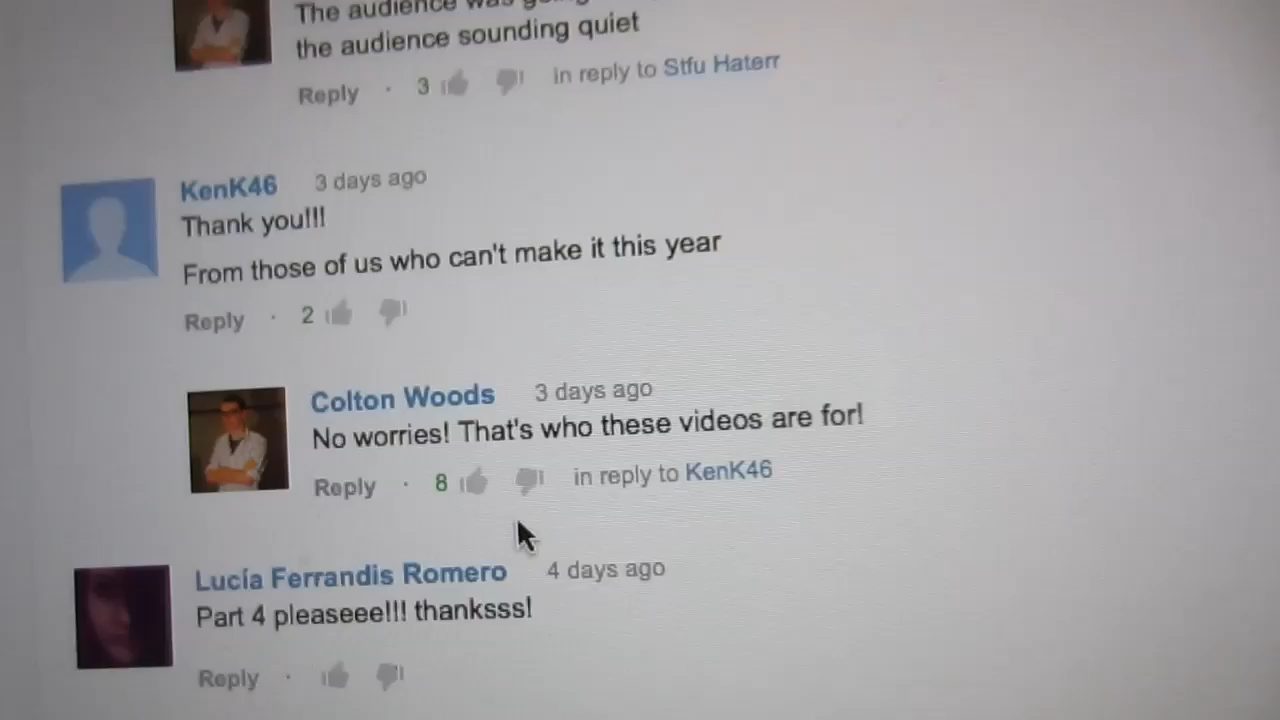 The audience was
the audience sounding quiet
Reply · 3 in reply to Stfu Haterr
KenK46 3 days ago
Thank you!!!
From those of us who can't make it this year
Reply · 2
Colton Woods 3 days ago
No worries! That's who these videos are for!
Reply · 8 in reply to KenK46
Lucía Ferrandis Romero 4 days ago
Part 4 pleaseee!!! thanksss!
Reply ·